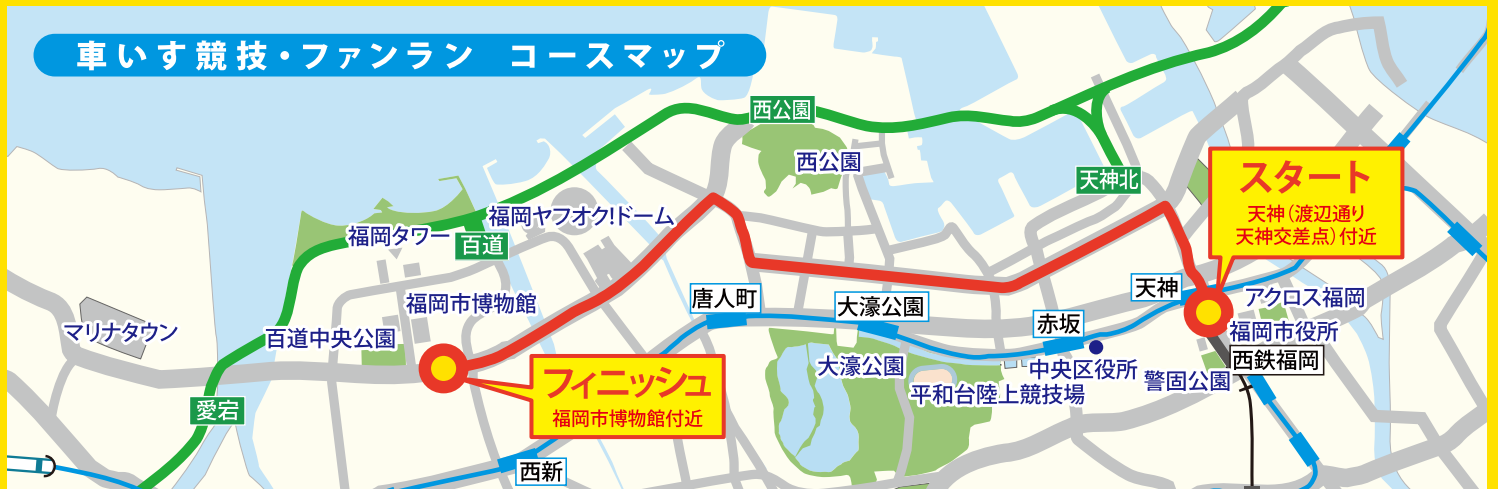 車いす競技・ファンラン　コースマップ
西公園
西公園
天神北
スタート
天神（渡辺通り
天神交差点）付近
福岡ヤフオク!ドーム
福岡タワー
百道
福岡市博物館
唐人町
大濠公園
天神
アクロス福岡
マリナタウン
百道中央公園
赤坂
福岡市役所
西鉄福岡
フィニッシュ
福岡市博物館付近
大濠公園
中央区役所
平和台陸上競技場
警固公園
愛宕
西新